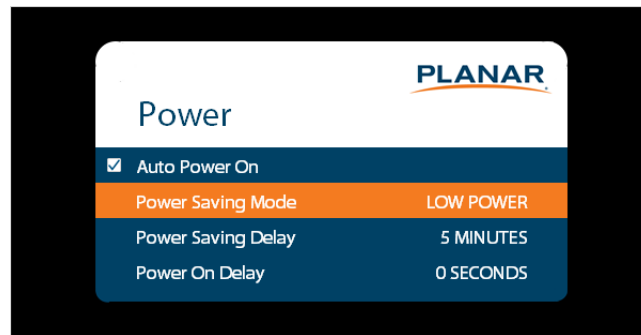 PLANAR
Power
Auto Power On
Power Saving Mode LOW POWER
Power Saving Delay 5 MINUTES
Power On Delay 0 SECONDS